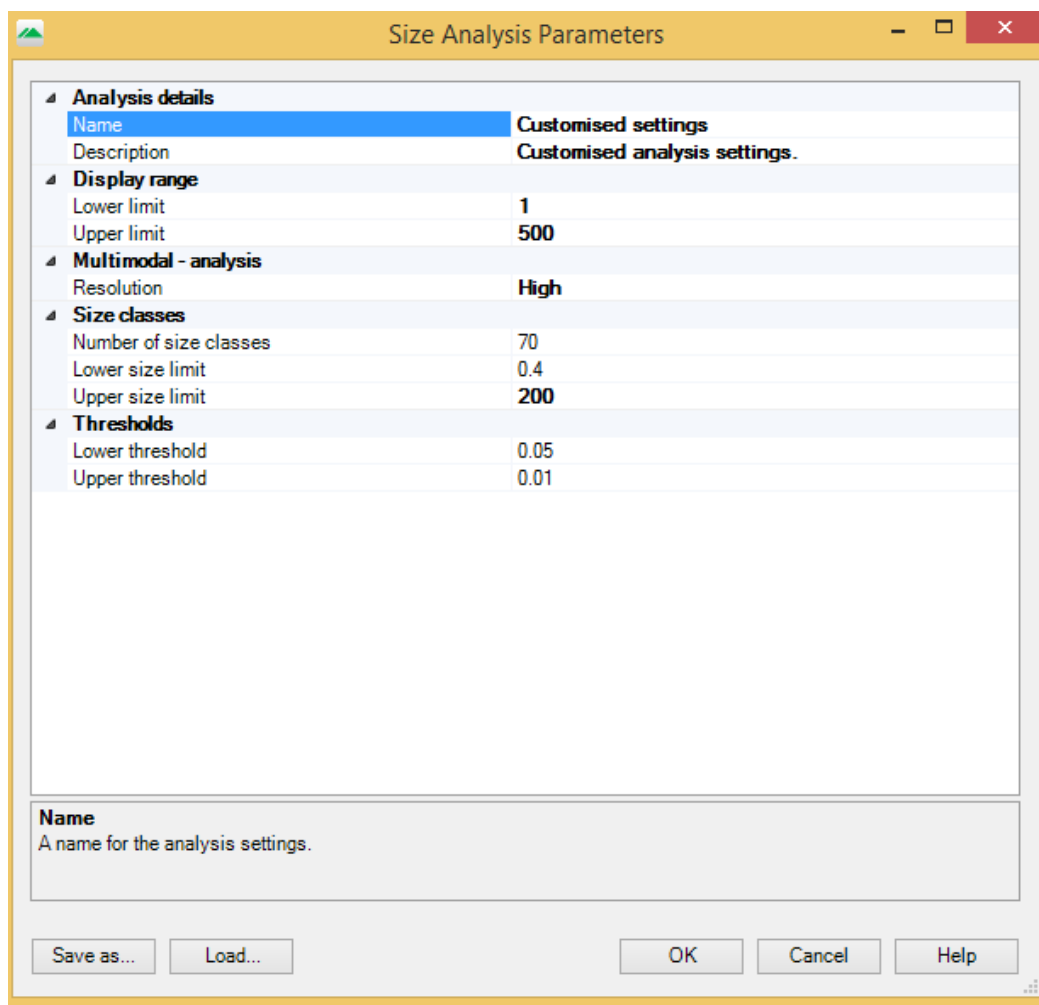 Size Analysis Parameters
Analysis details
Name Customised settings
Description Customised analysis settings.
Display range
Lower limit 1
Upper limit 500
Multimodal - analysis
Resolution High
Size classes
Number of size classes 70
Lower size limit 0.4
Upper size limit 200
Thresholds
Lower threshold 0.05
Upper threshold 0.01
Name
A name for the analysis settings.
Save as... Load... OK Cancel Help